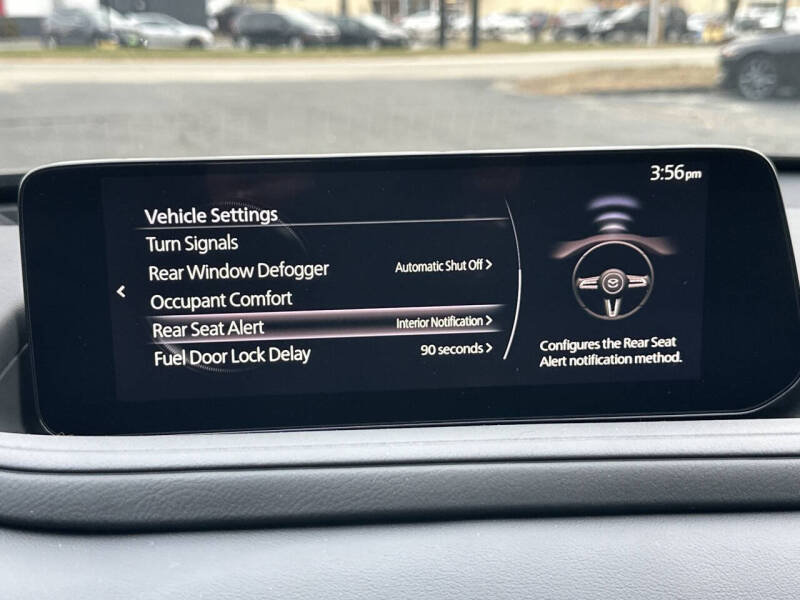 3:56pm
Vehicle Settings
Turn Signals
Rear Window Defogger Automatic Shut Off >
<
Occupant Comfort
Rear Seat Alert Interior Notification >
Fuel Door Lock Delay 90 seconds >
Configures the Rear Seat
Alert notification method.